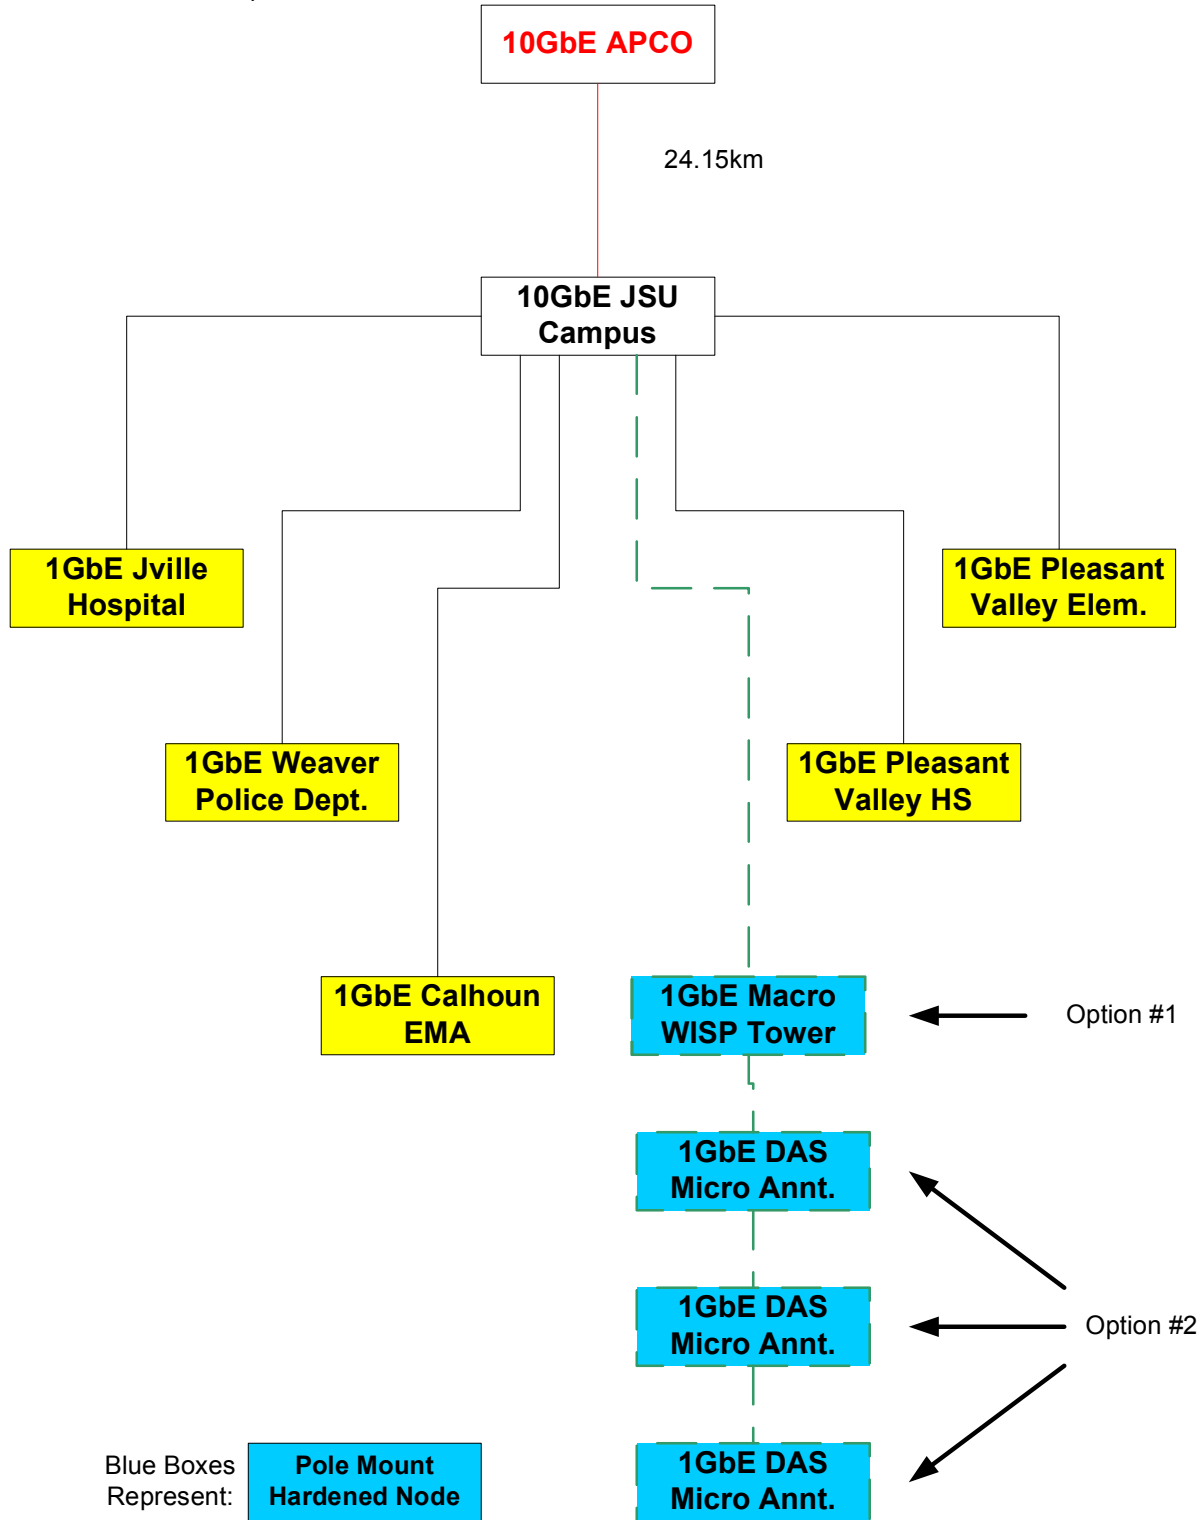 10GbE APCO
24.15km
10GbE JSU
Campus
1GbE Jville
Hospital
1GbE Pleasant
Valley Elem.
1GbE Weaver
Police Dept.
1GbE Pleasant
Valley HS
1GbE Calhoun
EMA
1GbE Macro
WISP Tower
Option #1
1GbE DAS
Micro Annt.
1GbE DAS
Micro Annt.
Option #2
1GbE DAS
Micro Annt.
Blue Boxes
Represent:
Pole Mount
Hardened Node